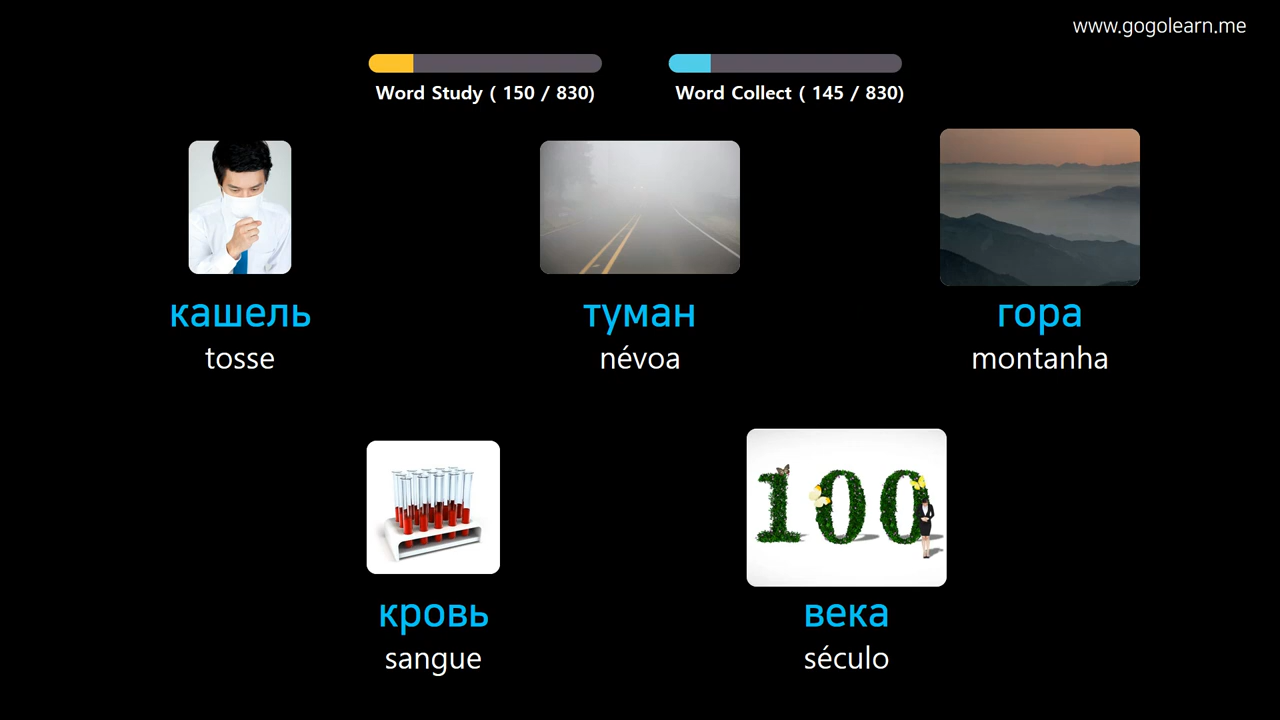 www.gogolearn.me
Word Study ( 150 / 830)
Word Collect ( 145 / 830)
кашель
tosse
туман
névoa
гора
montanha
100
кровь
sangue
века
século